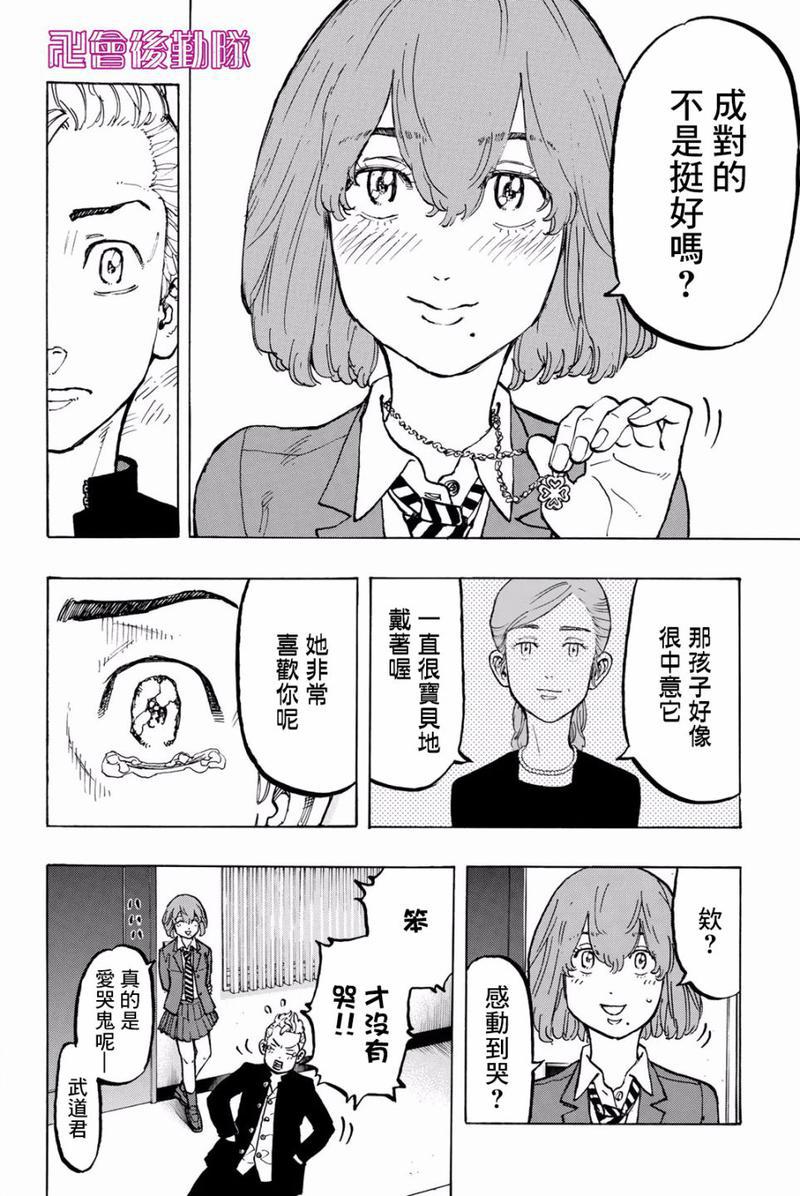 卍會後勤隊
成對的
不是挺好嗎?
那孩子好像
很中意它
一直很寶貝地
戴著喔
她非常
喜歡你呢
欸?
感動到哭?
笨
才沒有
哭!!
真的是
愛哭鬼呢—
武道君